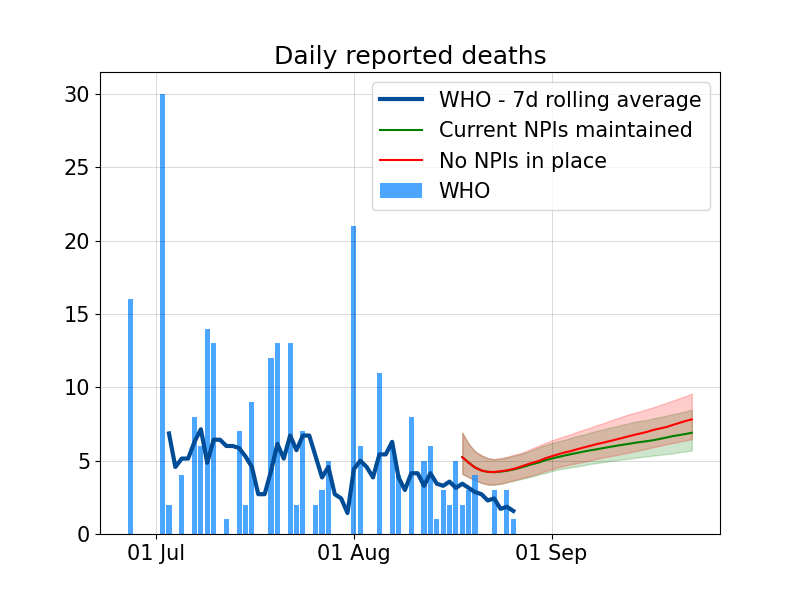 Daily reported deaths
30
25
20
15
10
5
0
WHO - 7d rolling average
Current NPIs maintained
No NPIs in place
WHO
01 Jul
01 Aug
01 Sep